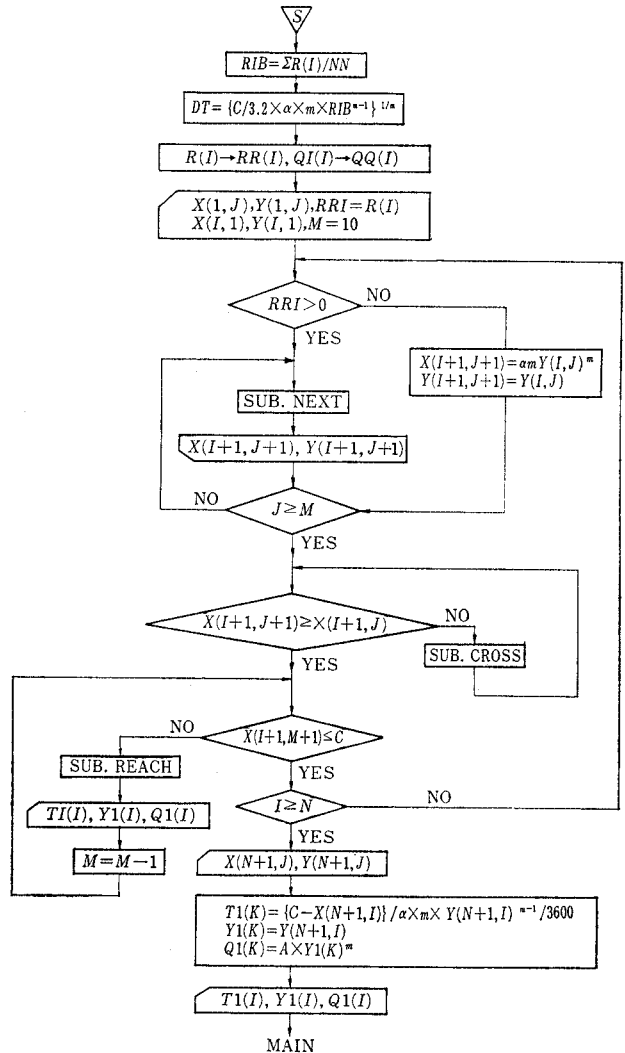 S
RIB=ΣR(I)/NN
DT={C/3.2×α×m×RIBᵐ⁻¹}¹/ᵐ
R(I)→RR(I), QI(I)→QQ(I)
X(1,J),Y(1,J),RRI=R(I)
X(I,1),Y(I,1),M=10
RRI>0
NO
YES
X(I+1,J+1)=αmY(I,J)ᵐ
Y(I+1,J+1)=Y(I,J)
SUB. NEXT
X(I+1,J+1), Y(I+1,J+1)
NO
J≥M
YES
X(I+1,J+1)≥X(I+1,J)
NO
YES
SUB. CROSS
NO
X(I+1,M+1)≤C
SUB. REACH
YES
TI(I), Y1(I), Q1(I)
I≥N
NO
M=M−1
YES
X(N+1,J), Y(N+1,J)
T1(K)={C−X(N+1,I)}/α×m×Y(N+1,I)ᵐ⁻¹/3600
Y1(K)=Y(N+1,I)
Q1(K)=A×Y1(K)ᵐ
T1(I), Y1(I), Q1(I)
MAIN